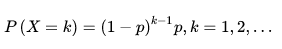 P(X = k) = (1 − p)^{k−1}p, k = 1, 2, …